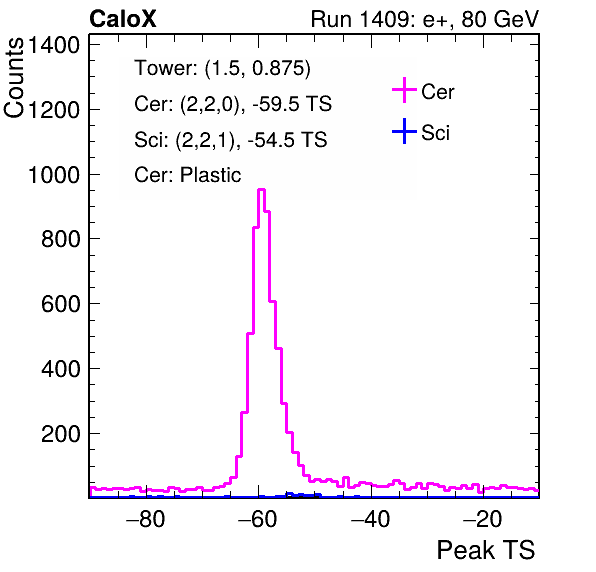 CaloX Run 1409: e+, 80 GeV
Counts
1400
1200
1000
800
600
400
200
Tower: (1.5, 0.875)
Cer: (2,2,0), -59.5 TS
Sci: (2,2,1), -54.5 TS
Cer: Plastic
Cer
Sci
−80 −60 −40 −20
Peak TS